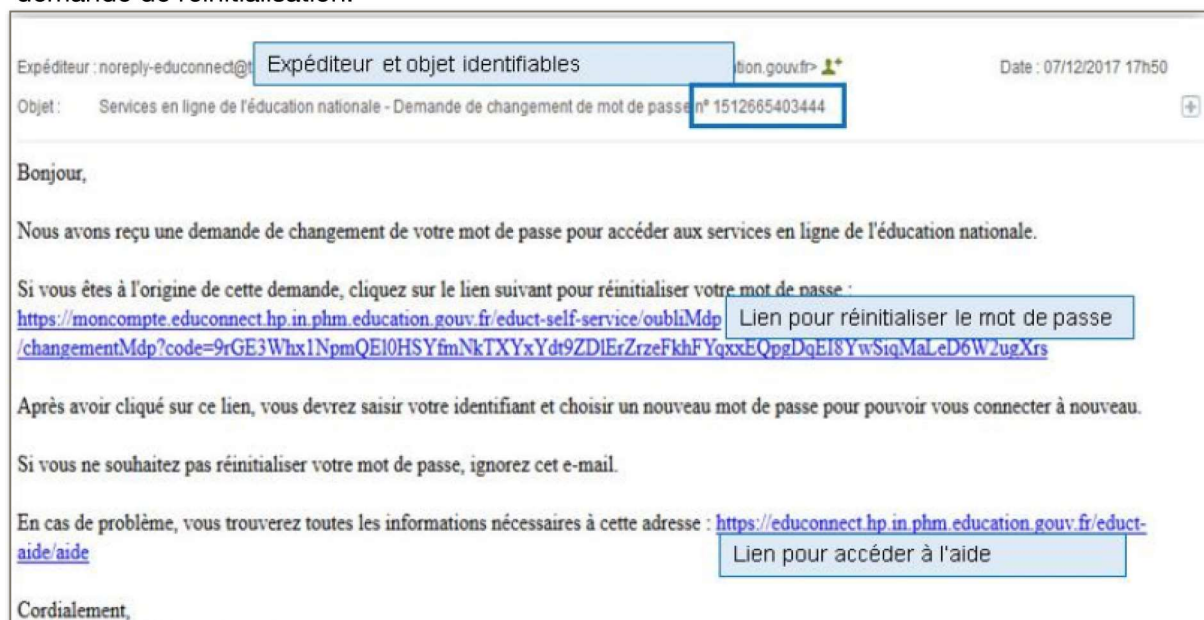 demande de réinitialisation.
Expéditeur : noreply-educonnect@t Expéditeur et objet identifiables tion.gouv.fr> Date : 07/12/2017 17h50
Objet : Services en ligne de l'éducation nationale - Demande de changement de mot de passe n° 1512665403444
Bonjour,
Nous avons reçu une demande de changement de votre mot de passe pour accéder aux services en ligne de l'éducation nationale.
Si vous êtes à l'origine de cette demande, cliquez sur le lien suivant pour réinitialiser votre mot de passe :
https://moncompte.educonnect.hp.in.phm.education.gouv.fr/educt-self-service/oubliMdp Lien pour réinitialiser le mot de passe
/changementMdp?code=9rGE3Whx1NpmQEl0HSYfmNkTXYxYdt9ZDlErZrzeFkhFYqxxEQpgDqEI8YwSiqMaLeD6W2ugXrs
Après avoir cliqué sur ce lien, vous devrez saisir votre identifiant et choisir un nouveau mot de passe pour pouvoir vous connecter à nouveau.
Si vous ne souhaitez pas réinitialiser votre mot de passe, ignorez cet e-mail.
En cas de problème, vous trouverez toutes les informations nécessaires à cette adresse : https://educonnect.hp.in.phm.education.gouv.fr/educt-
aide/aide Lien pour accéder à l'aide
Cordialement,